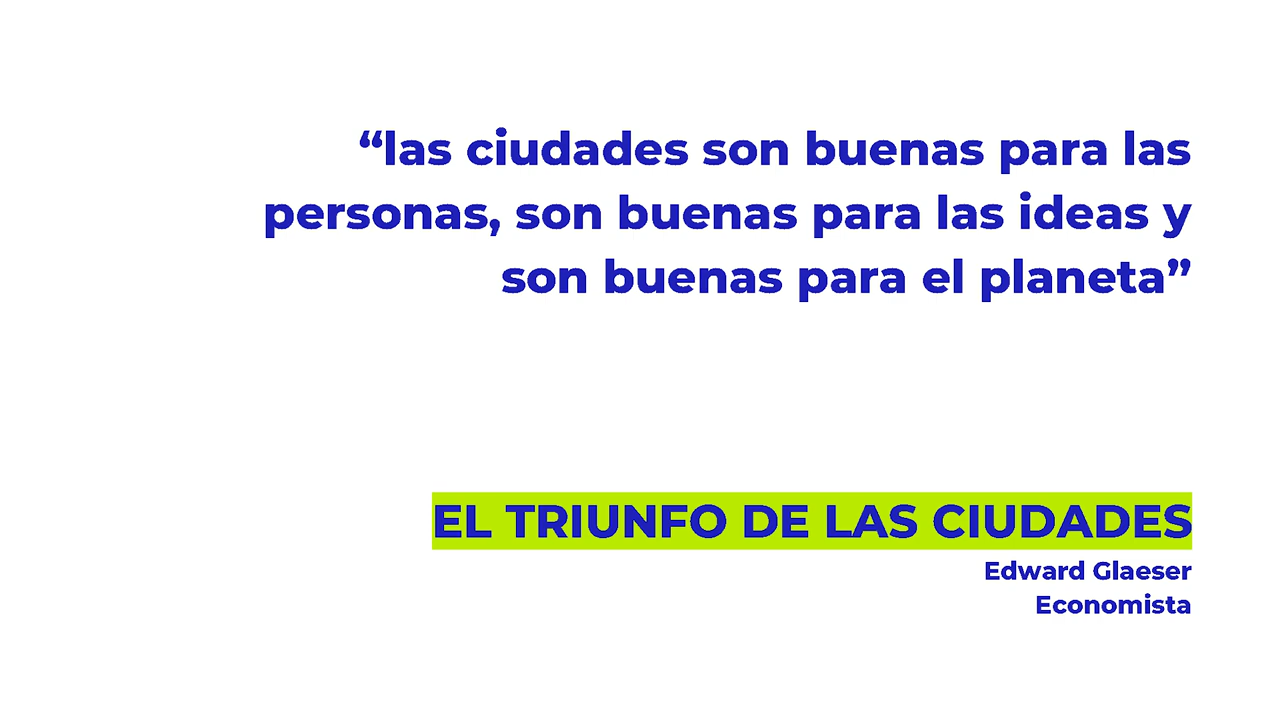 “las ciudades son buenas para las
personas, son buenas para las ideas y
son buenas para el planeta”
EL TRIUNFO DE LAS CIUDADES
Edward Glaeser
Economista